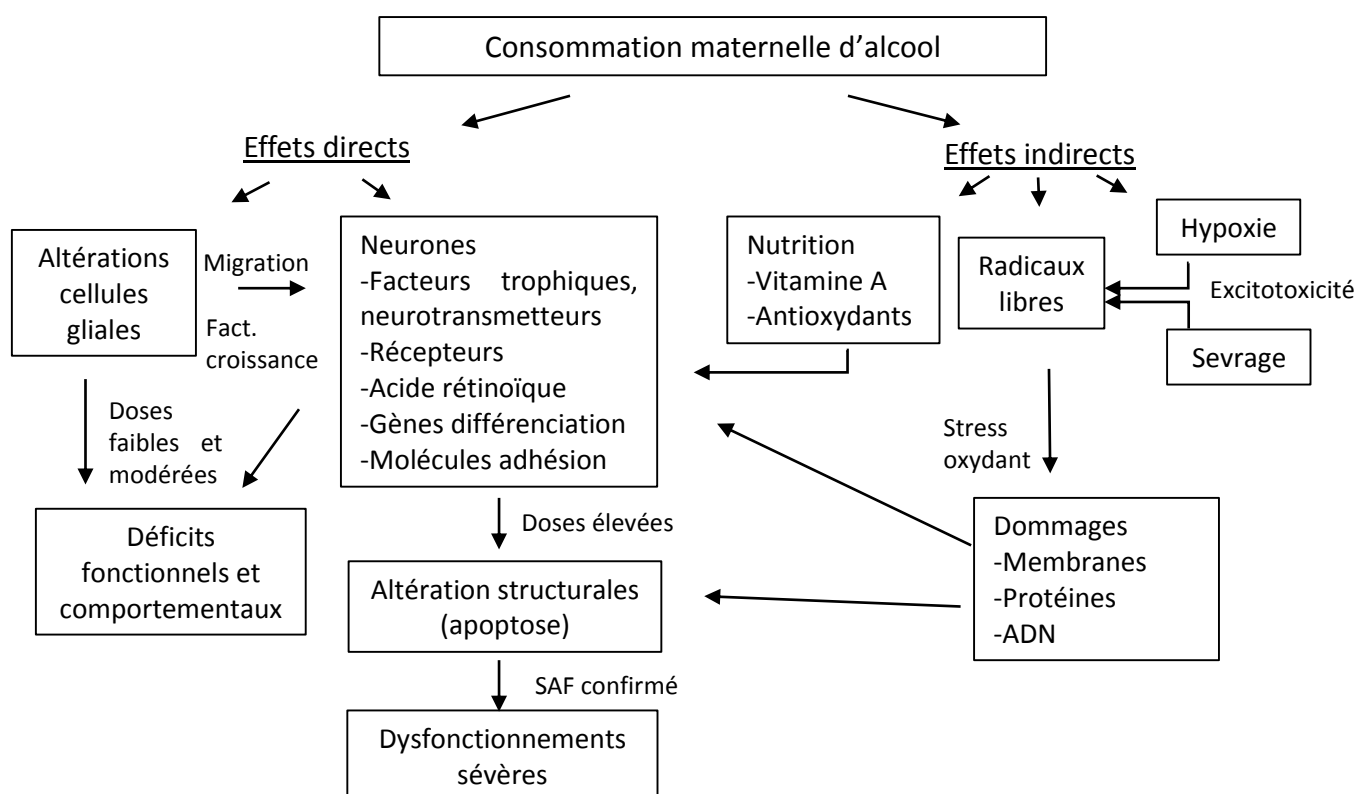 Consommation maternelle d’alcool
Effets directs
Effets indirects
Altérations
cellules
gliales
Migration
Fact.
croissance
Neurones
-Facteurs trophiques,
neurotransmetteurs
-Récepteurs
-Acide rétinoïque
-Gènes différenciation
-Molécules adhésion
Nutrition
-Vitamine A
-Antioxydants
Radicaux
libres
Hypoxie
Excitotoxicité
Sevrage
Doses
faibles et
modérées
Stress
oxydant
Déficits
fonctionnels et
comportementaux
Doses élevées
Altération structurales
(apoptose)
Dommages
-Membranes
-Protéines
-ADN
SAF confirmé
Dysfonctionnements
sévères